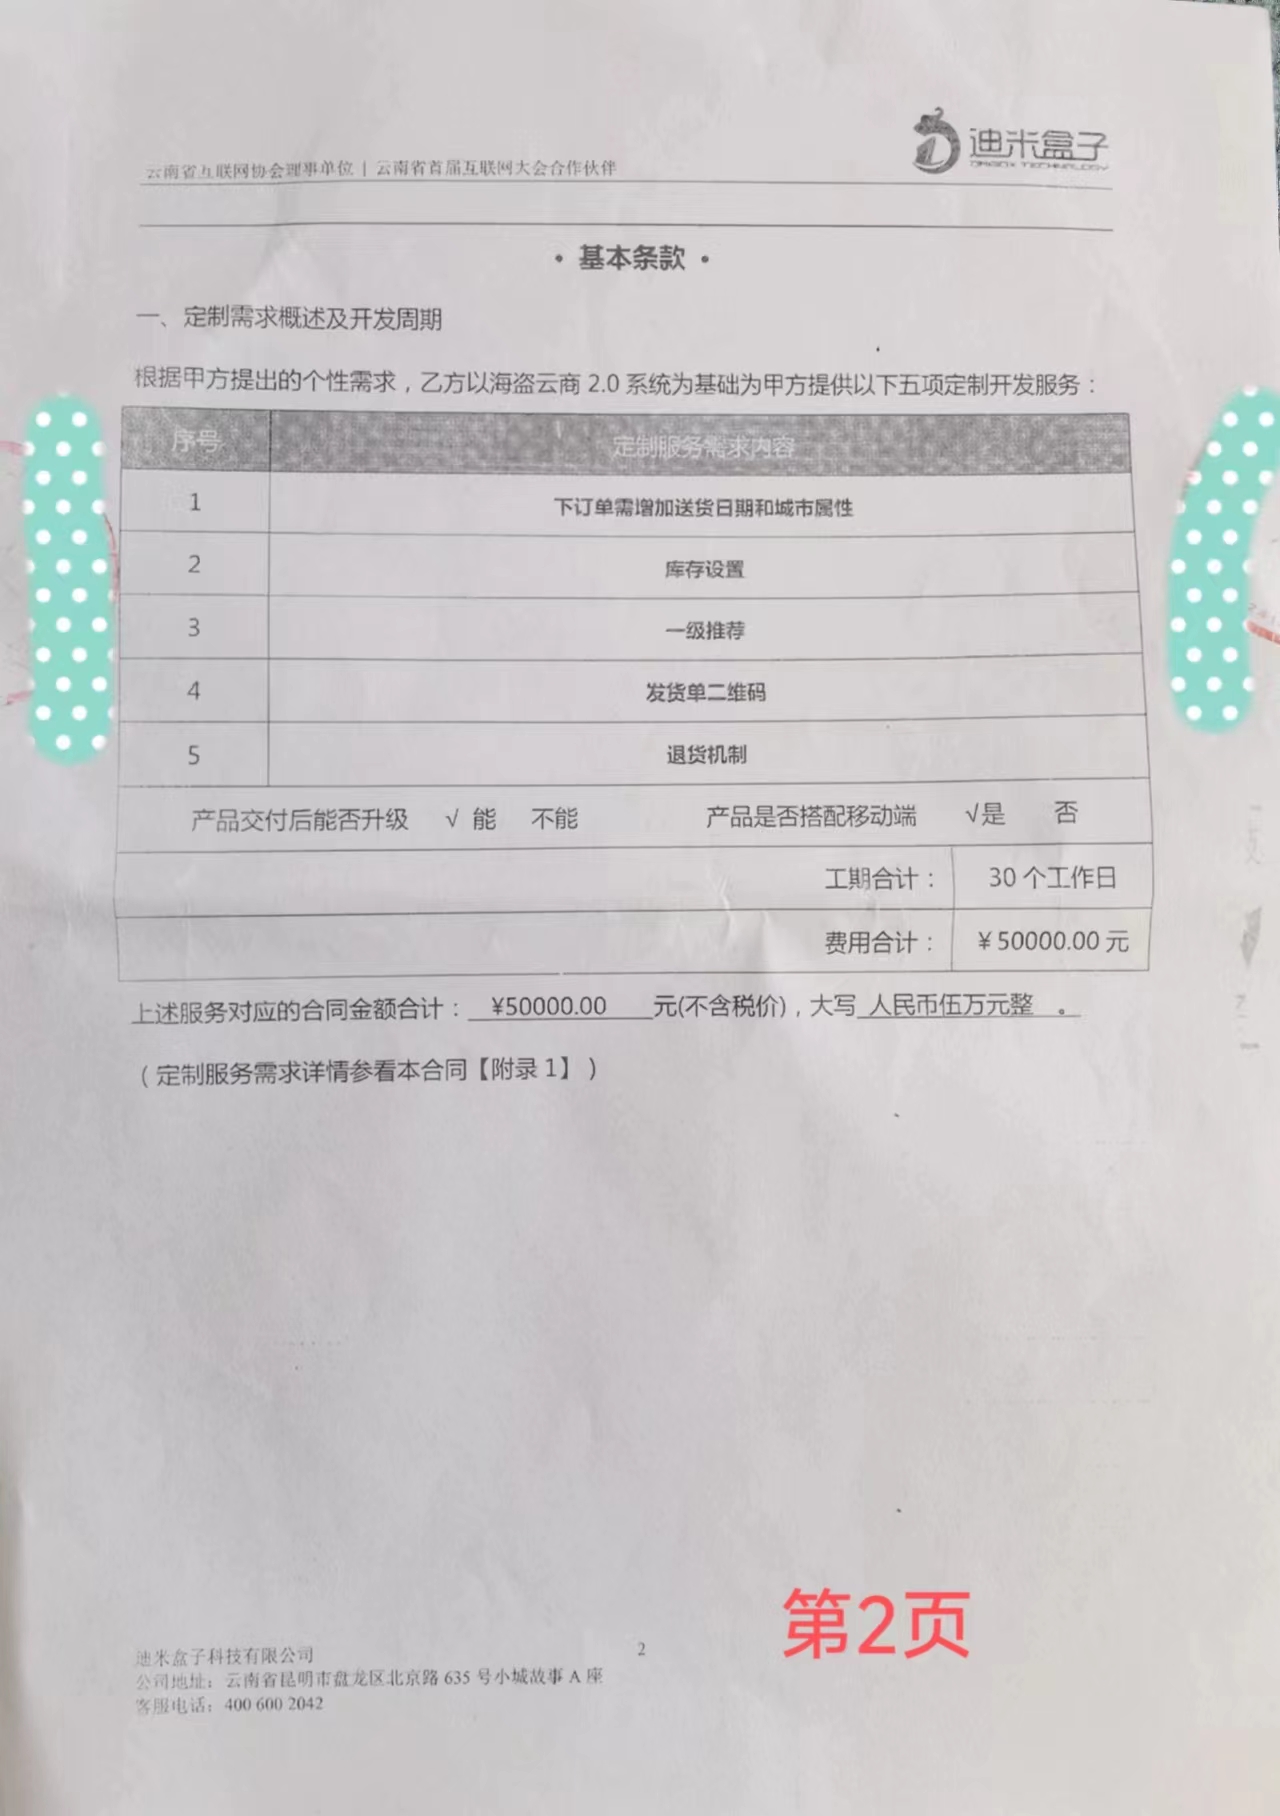 云南省互联网协会理事单位 | 云南省首届互联网大会合作伙伴
迪米盒子
• 基本条款 •
一、定制需求概述及开发周期
根据甲方提出的个性需求，乙方以海盗云商 2.0 系统为基础为甲方提供以下五项定制开发服务：
序号 定制服务需求内容
1 下订单需增加送货日期和城市属性
2 库存设置
3 一级推荐
4 发货单二维码
5 退货机制
产品交付后能否升级 √ 能 不能 产品是否搭配移动端 √是 否
工期合计： 30 个工作日
费用合计： ￥50000.00 元
上述服务对应的合同金额合计： ¥50000.00 元(不含税价)，大写 人民币伍万元整 。
（定制服务需求详情参看本合同【附录 1】）
第2页
迪米盒子科技有限公司
2
公司地址：云南省昆明市盘龙区北京路 635 号小城故事 A 座
客服电话：400 600 2042